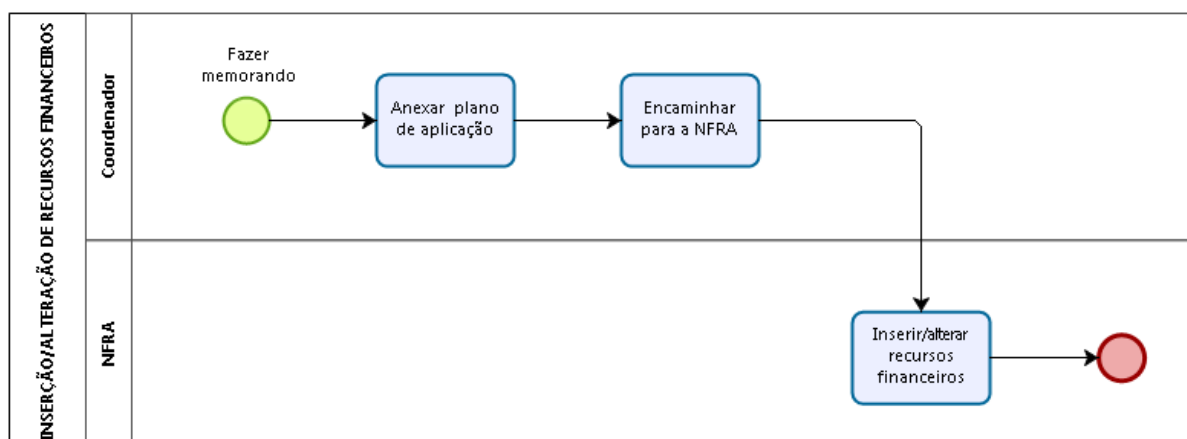 INSERÇÃO/ALTERAÇÃO DE RECURSOS FINANCEIROS
Coordenador
Fazer
memorando
Anexar plano
de aplicação
Encaminhar
para a NFRA
NFRA
Inserir/alterar
recursos
financeiros